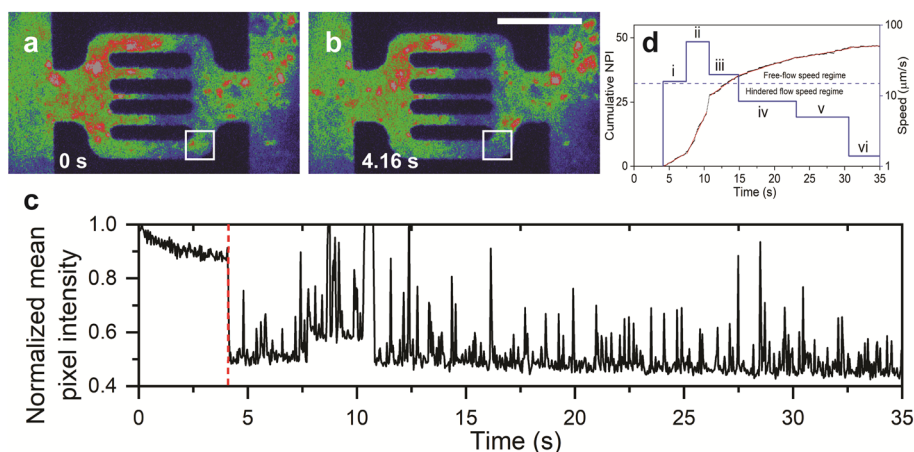 a
0 s
b
4.16 s
c
Normalized mean
pixel intensity
1.0
0.8
0.6
0.4
0
5
10
15
20
25
30
35
Time (s)
d
Cumulative NPI
50
25
0
i
ii
iii
iv
v
vi
Free-flow speed regime
Hindered flow speed regime
100
10
1
Speed (μm/s)
0
5
10
15
20
25
30
35
Time (s)